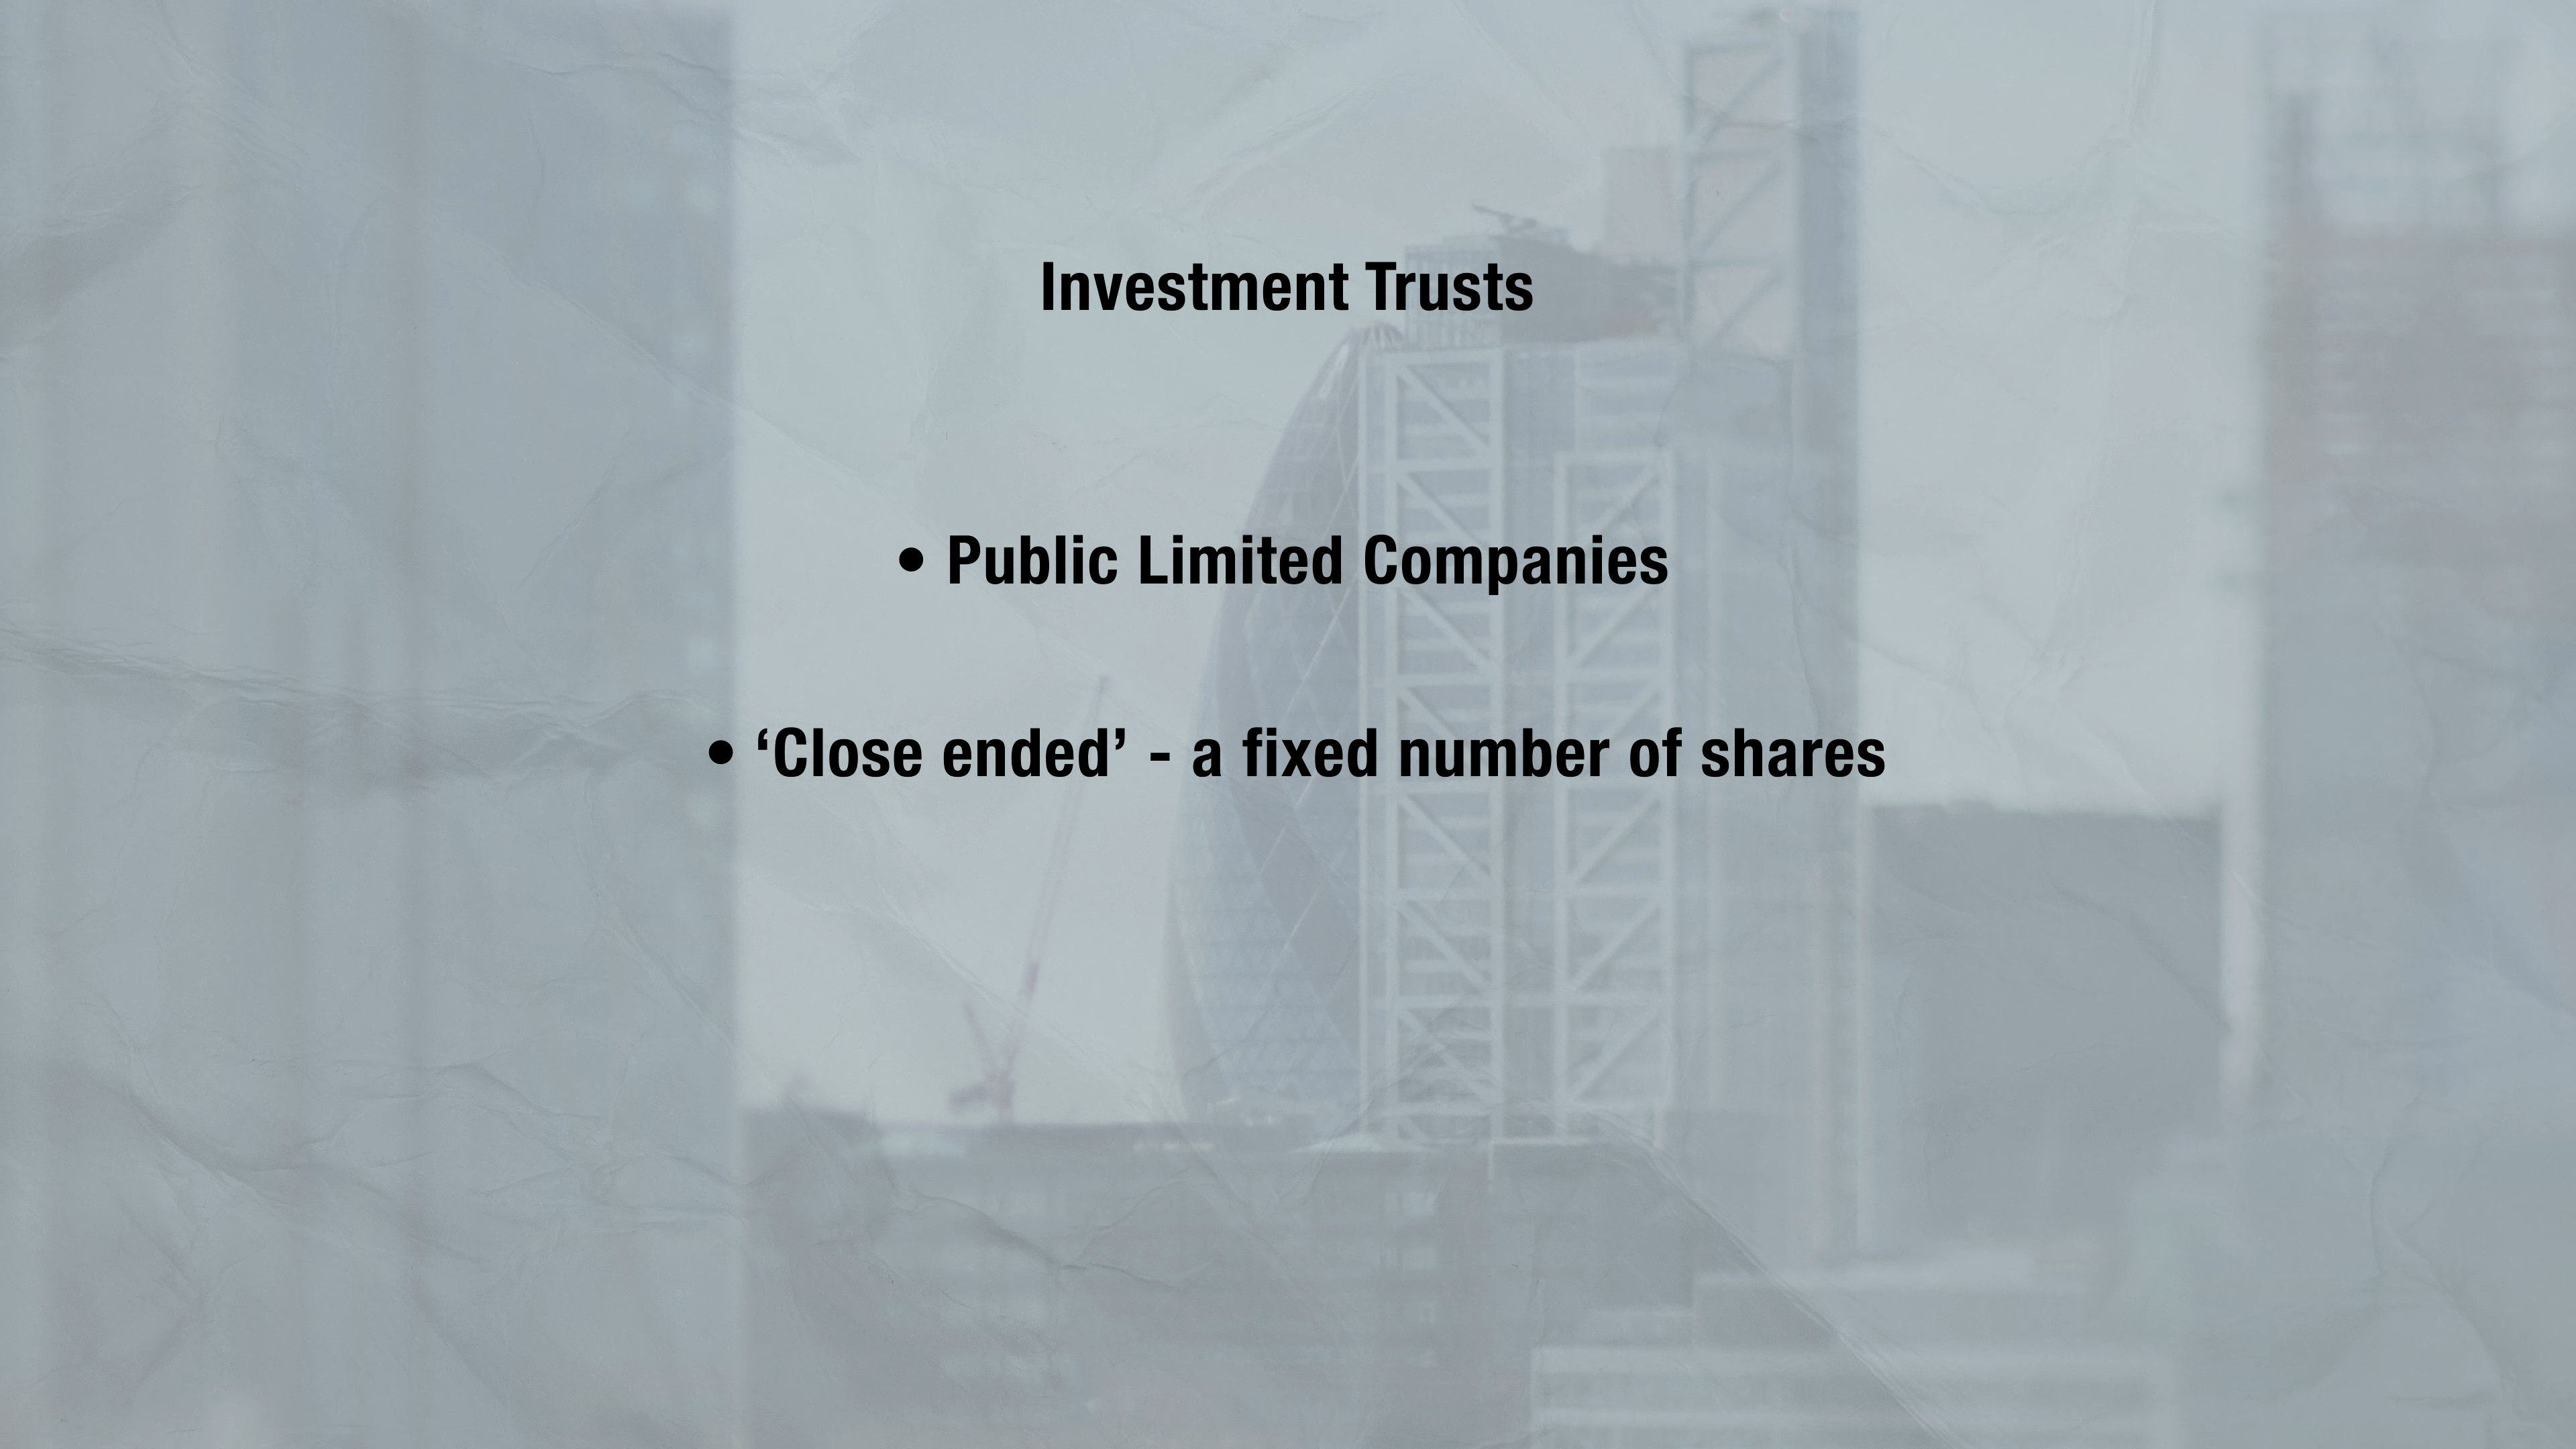 Investment Trusts
• Public Limited Companies
• ‘Close ended’ - a fixed number of shares